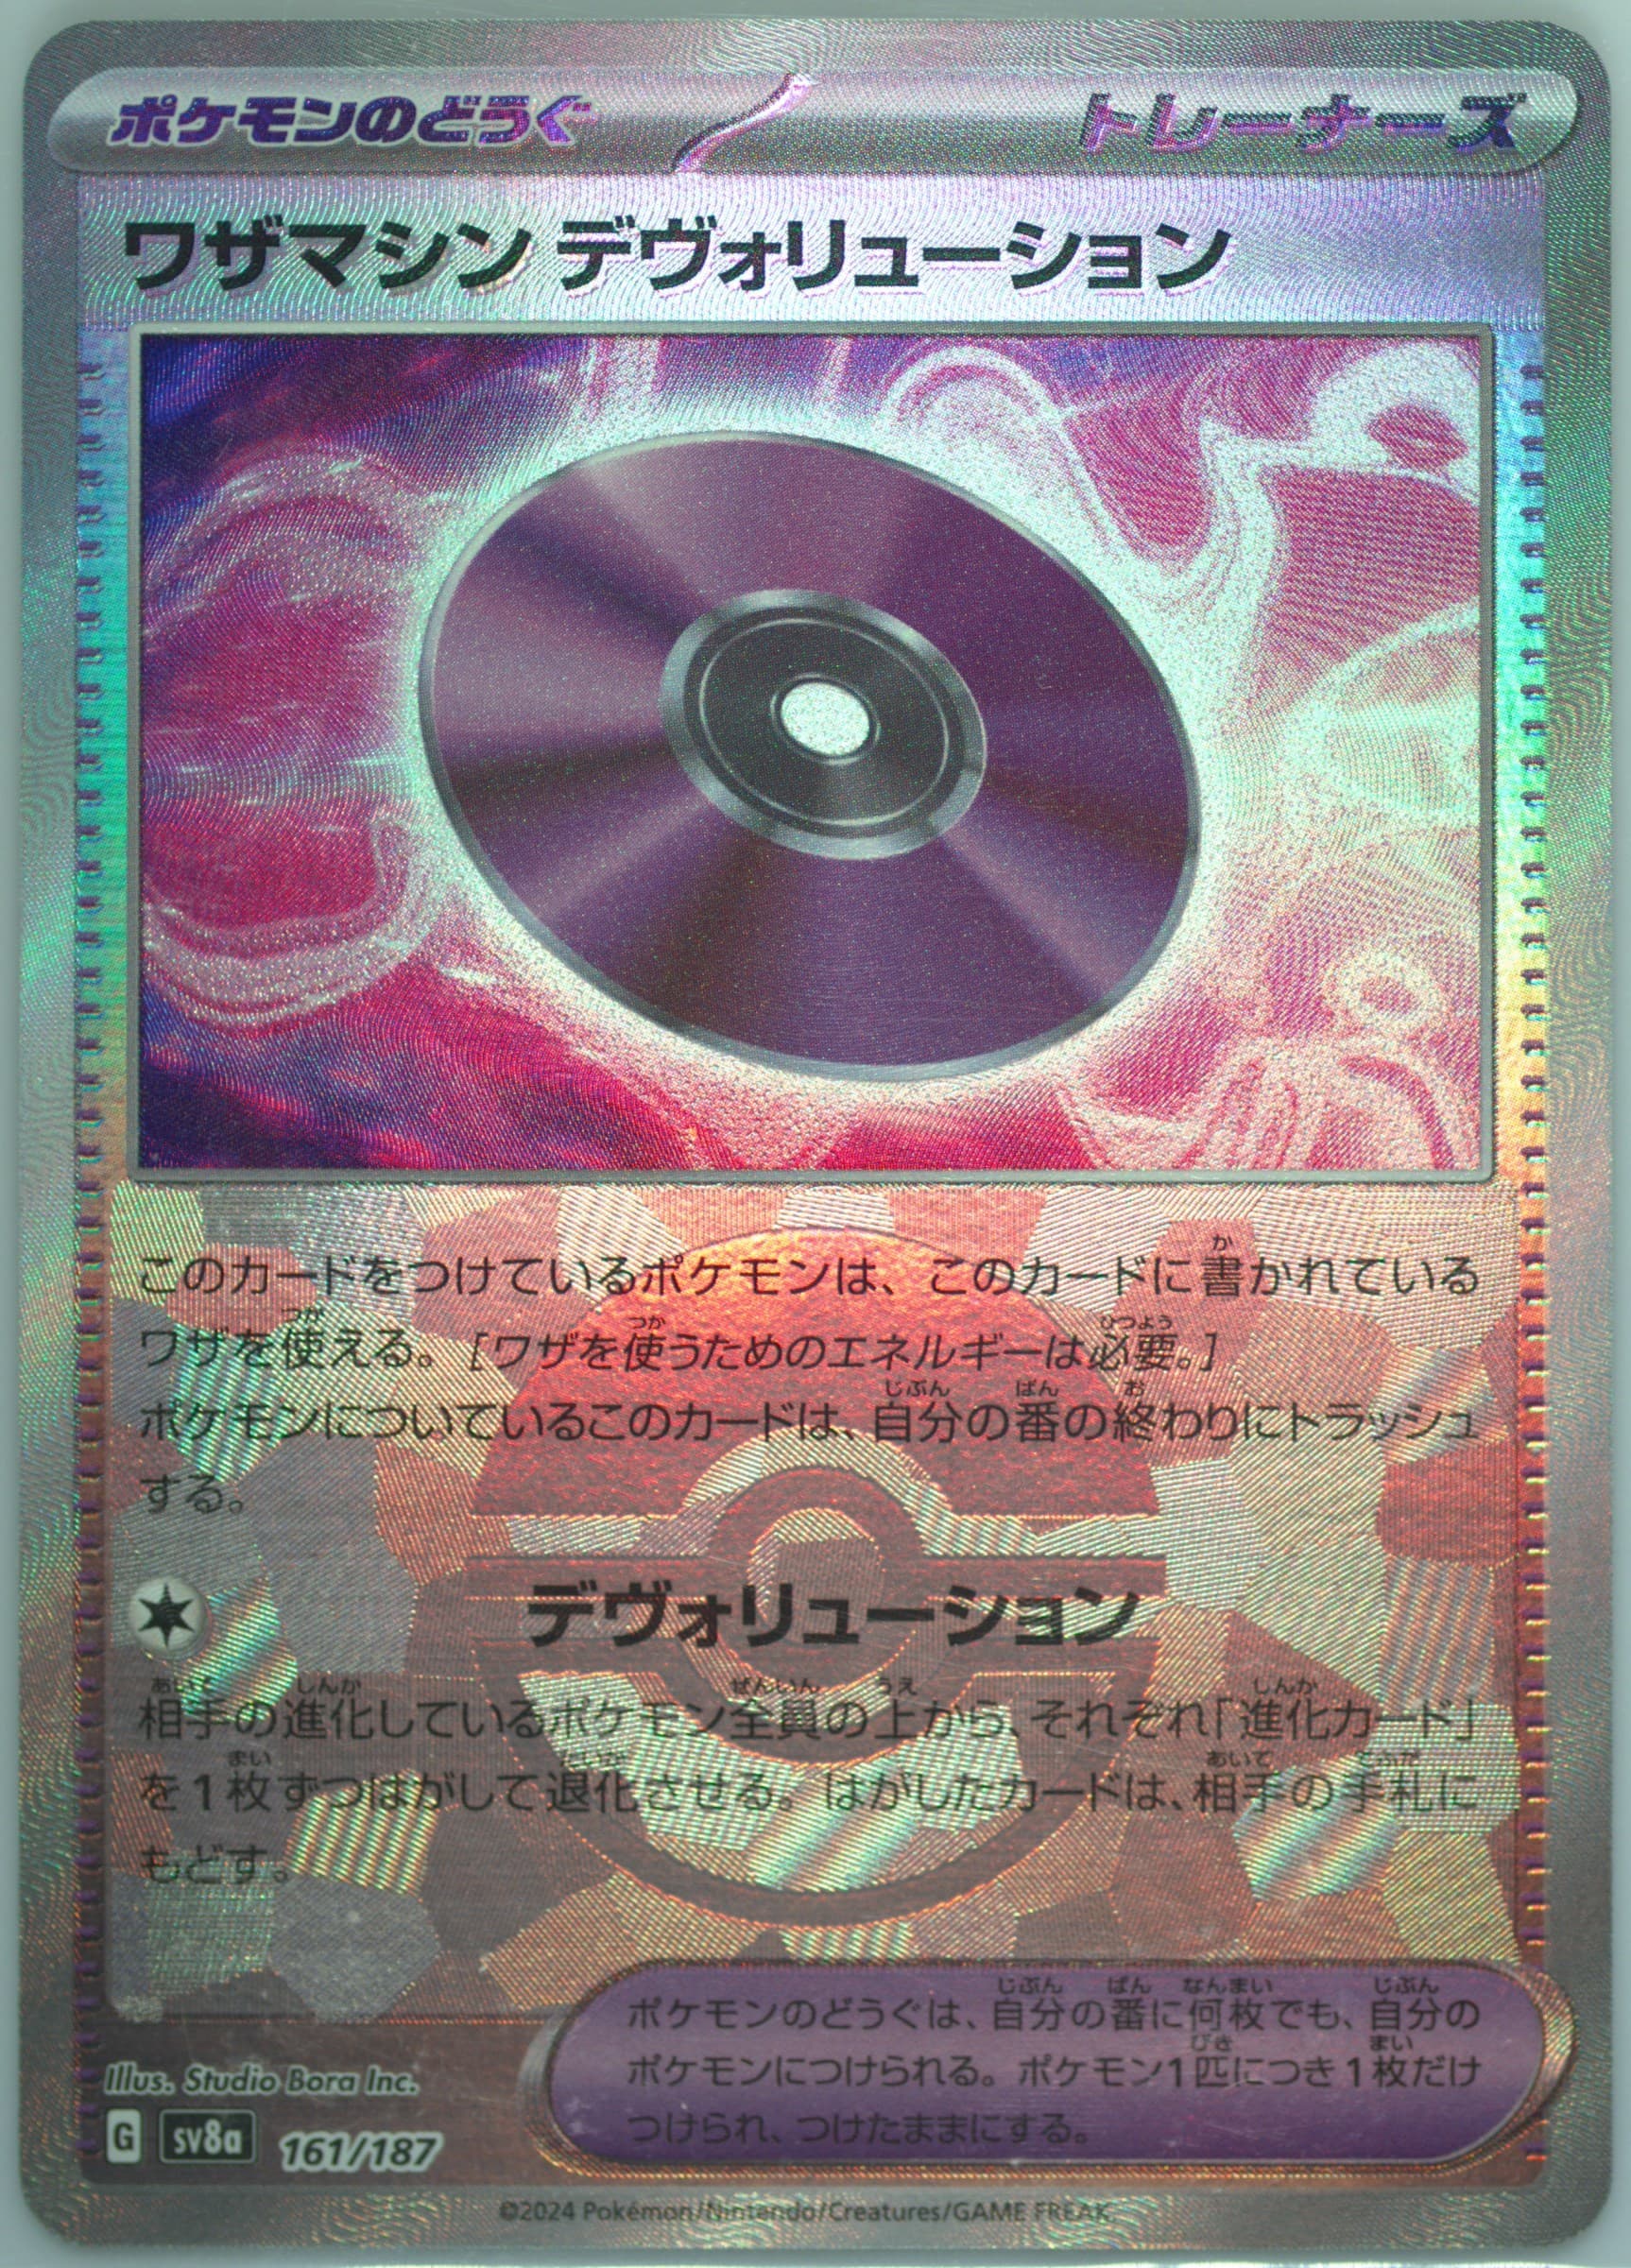 ポケモンのどうぐ トレーナーズ
ワザマシン デヴォリューション
このカードをつけているポケモンは、このカードに書かれている
ワザを使える。［ワザを使うためのエネルギーは必要。］
ポケモンについているこのカードは、自分の番の終わりにトラッシュ
する。
デヴォリューション
相手の進化しているポケモン全員の上から、それぞれ「進化カード」
を1枚ずつはがして退化させる。はがしたカードは、相手の手札に
もどす。
ポケモンのどうぐは、自分の番に何枚でも、自分の
ポケモンにつけられる。ポケモン1匹につき1枚だけ
つけられ、つけたままにする。
Illus. Studio Bora Inc.
G sv8a 161/187
©2024 Pokémon/Nintendo/Creatures/GAME FREAK